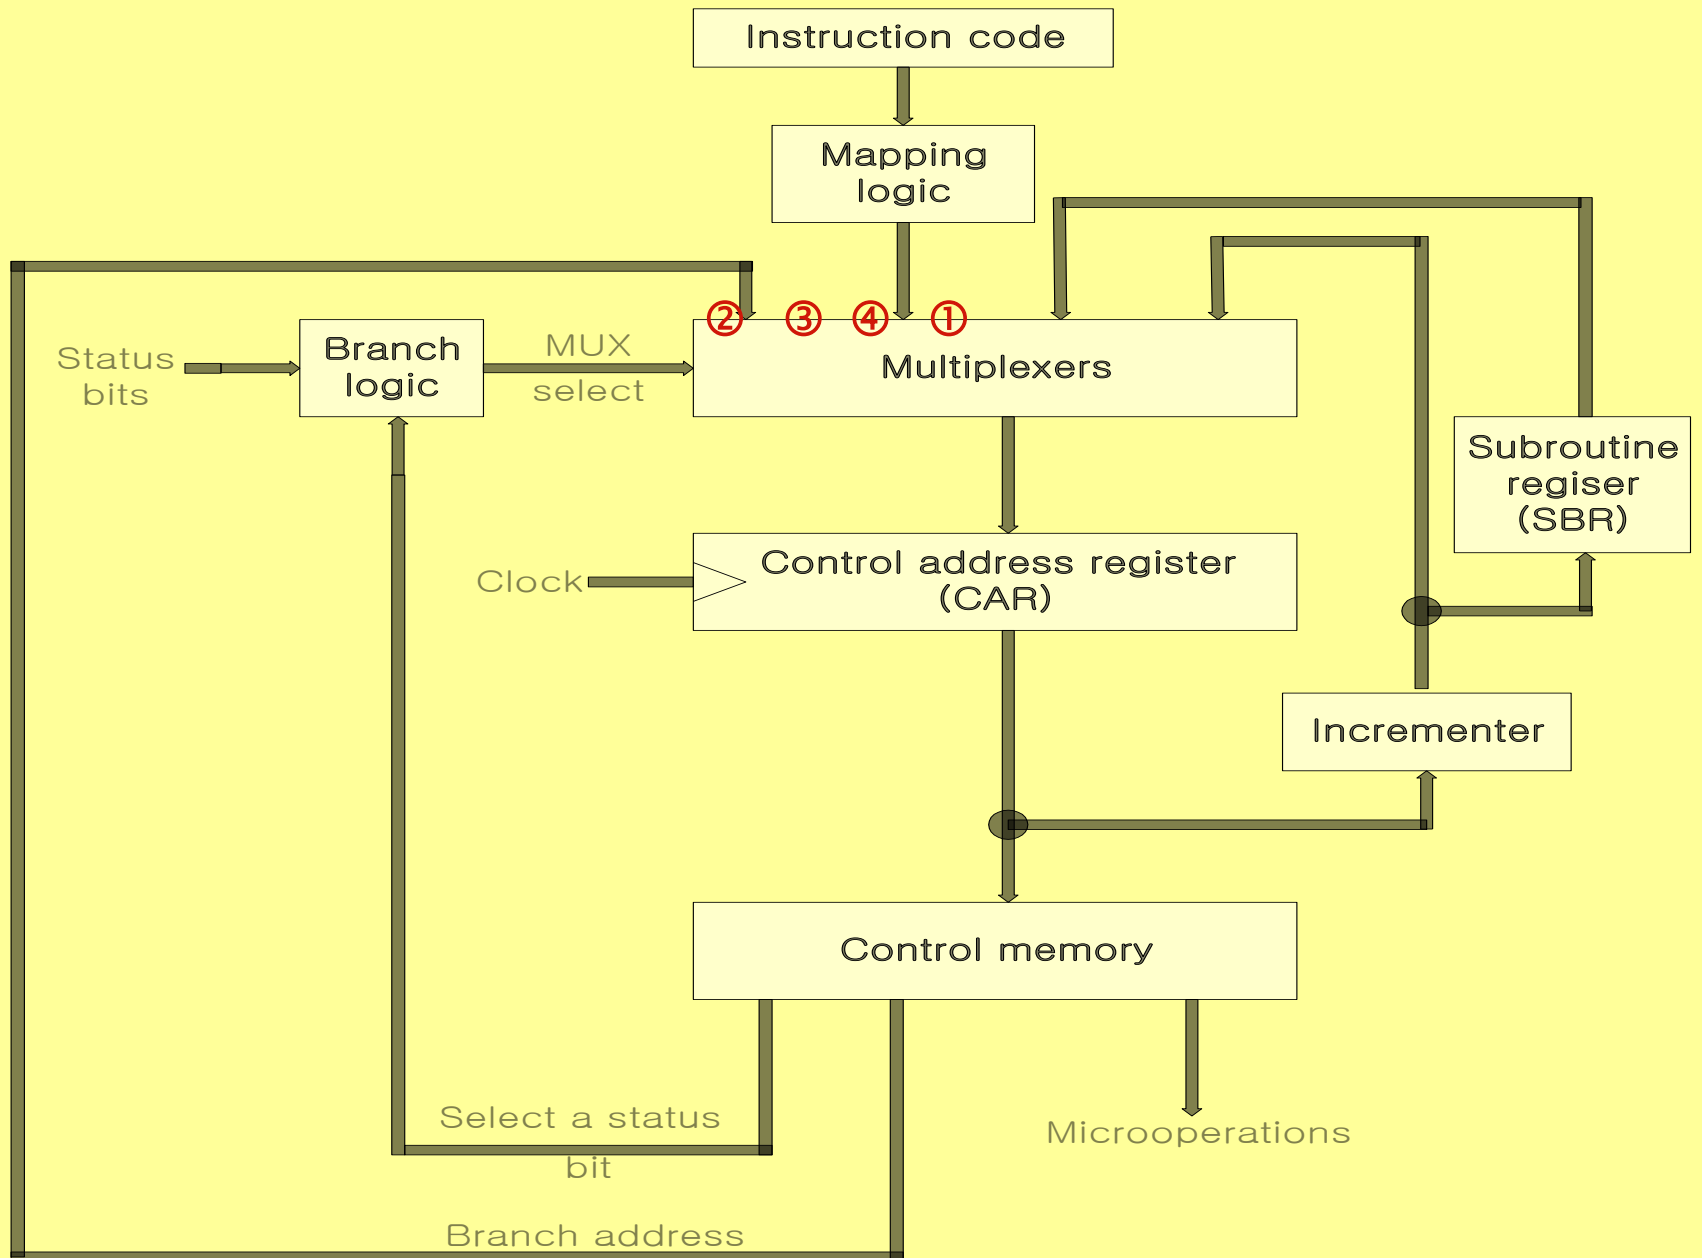 Instruction code
Mapping
logic
② ③ ④ ①
Status
bits
Branch
logic
MUX
select
Multiplexers
Subroutine
regiser
(SBR)
Clock
Control address register
(CAR)
Incrementer
Control memory
Select a status
bit
Microoperations
Branch address